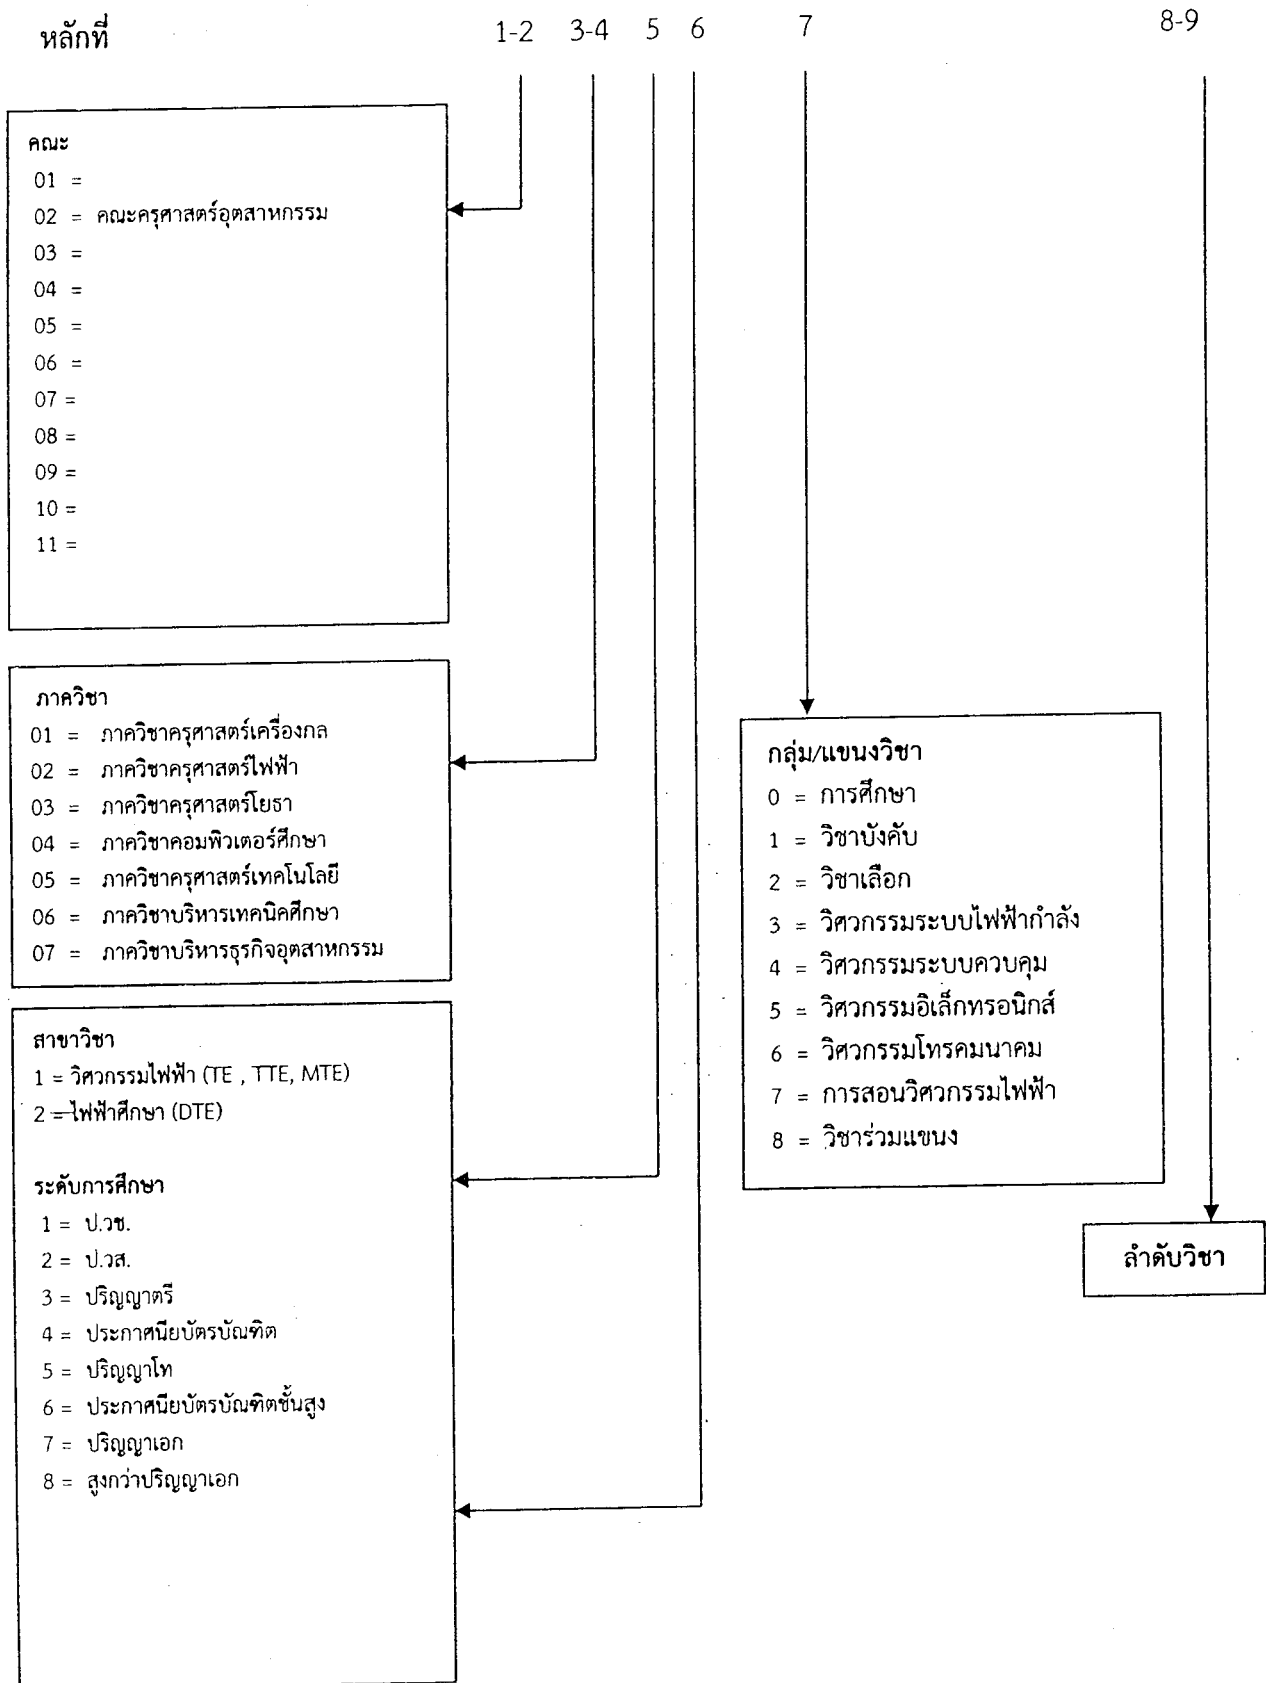 หลักที่ 1-2 3-4 5 6 7 8-9
คณะ
01 =
02 = คณะครุศาสตร์อุตสาหกรรม
03 =
04 =
05 =
06 =
07 =
08 =
09 =
10 =
11 =
ภาควิชา
01 = ภาควิชาครุศาสตร์เครื่องกล
02 = ภาควิชาครุศาสตร์ไฟฟ้า
03 = ภาควิชาครุศาสตร์โยธา
04 = ภาควิชาคอมพิวเตอร์ศึกษา
05 = ภาควิชาครุศาสตร์เทคโนโลยี
06 = ภาควิชาบริหารเทคนิคศึกษา
07 = ภาควิชาบริหารธุรกิจอุตสาหกรรม
สาขาวิชา
1 = วิศวกรรมไฟฟ้า (TE , TTE, MTE)
2 = ไฟฟ้าศึกษา (DTE)
ระดับการศึกษา
1 = ป.วช.
2 = ป.วส.
3 = ปริญญาตรี
4 = ประกาศนียบัตรบัณฑิต
5 = ปริญญาโท
6 = ประกาศนียบัตรบัณฑิตชั้นสูง
7 = ปริญญาเอก
8 = สูงกว่าปริญญาเอก
กลุ่ม/แขนงวิชา
0 = การศึกษา
1 = วิชาบังคับ
2 = วิชาเลือก
3 = วิศวกรรมระบบไฟฟ้ากำลัง
4 = วิศวกรรมระบบควบคุม
5 = วิศวกรรมอิเล็กทรอนิกส์
6 = วิศวกรรมโทรคมนาคม
7 = การสอนวิศวกรรมไฟฟ้า
8 = วิชาร่วมแขนง
ลำดับวิชา